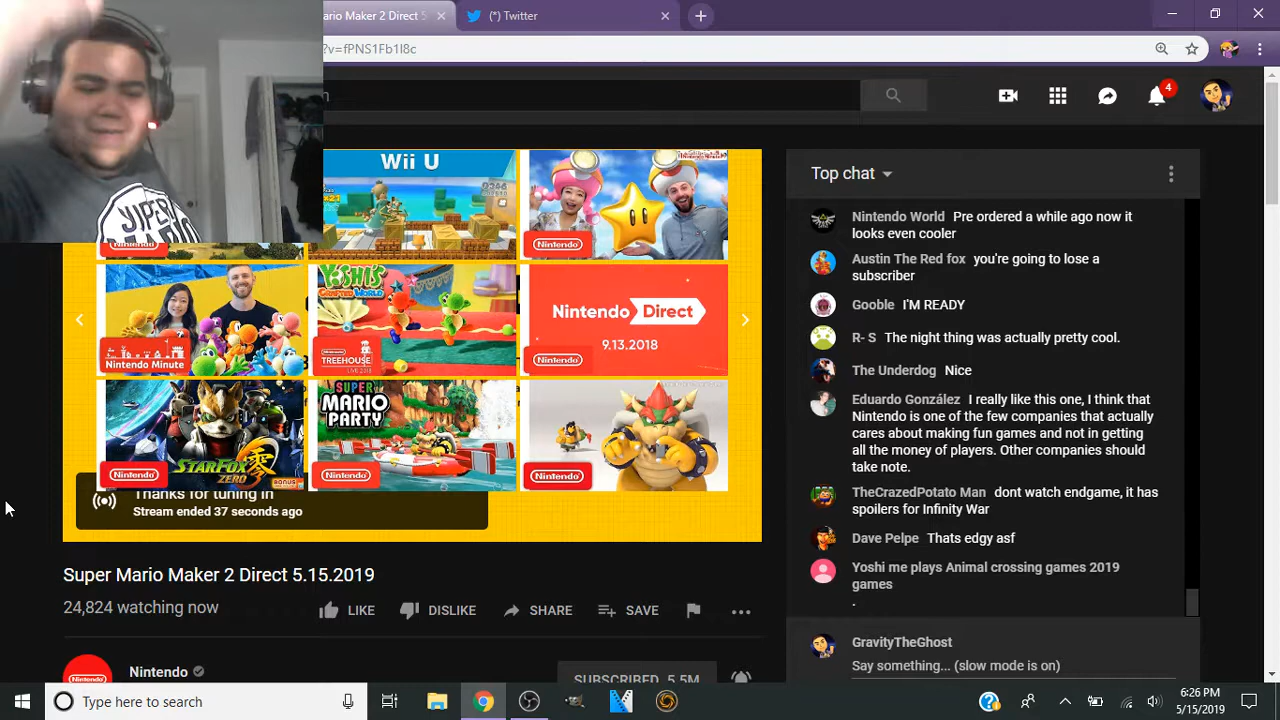 ario Maker 2 Direct 5
(*) Twitter
?v=fPNS1Fb1I8c
4
Wii U
Nintendo
Nintendo
YOSHI'S
CRAFTED WORLD
Nintendo Minute
TREEHOUSE
Nintendo Direct
9.13.2018
Nintendo
STARFOX
ZERO
Nintendo
SUPER
MARIO
PARTY
Nintendo
Nintendo
Thanks for tuning in
Stream ended 37 seconds ago
Super Mario Maker 2 Direct 5.15.2019
24,824 watching now
LIKE
DISLIKE
SHARE
SAVE
Nintendo
SUBSCRIBED 5.5M
Top chat
Nintendo World Pre ordered a while ago now it
looks even cooler
Austin The Red fox you're going to lose a
subscriber
Gooble I'M READY
R- S The night thing was actually pretty cool.
The Underdog Nice
Eduardo González I really like this one, I think that
Nintendo is one of the few companies that actually
cares about making fun games and not in getting
all the money of players. Other companies should
take note.
TheCrazedPotato Man dont watch endgame, it has
spoilers for Infinity War
Dave Pelpe Thats edgy asf
Yoshi me plays Animal crossing games 2019
games
.
GravityTheGhost
Say something... (slow mode is on)
Type here to search
6:26 PM
5/15/2019